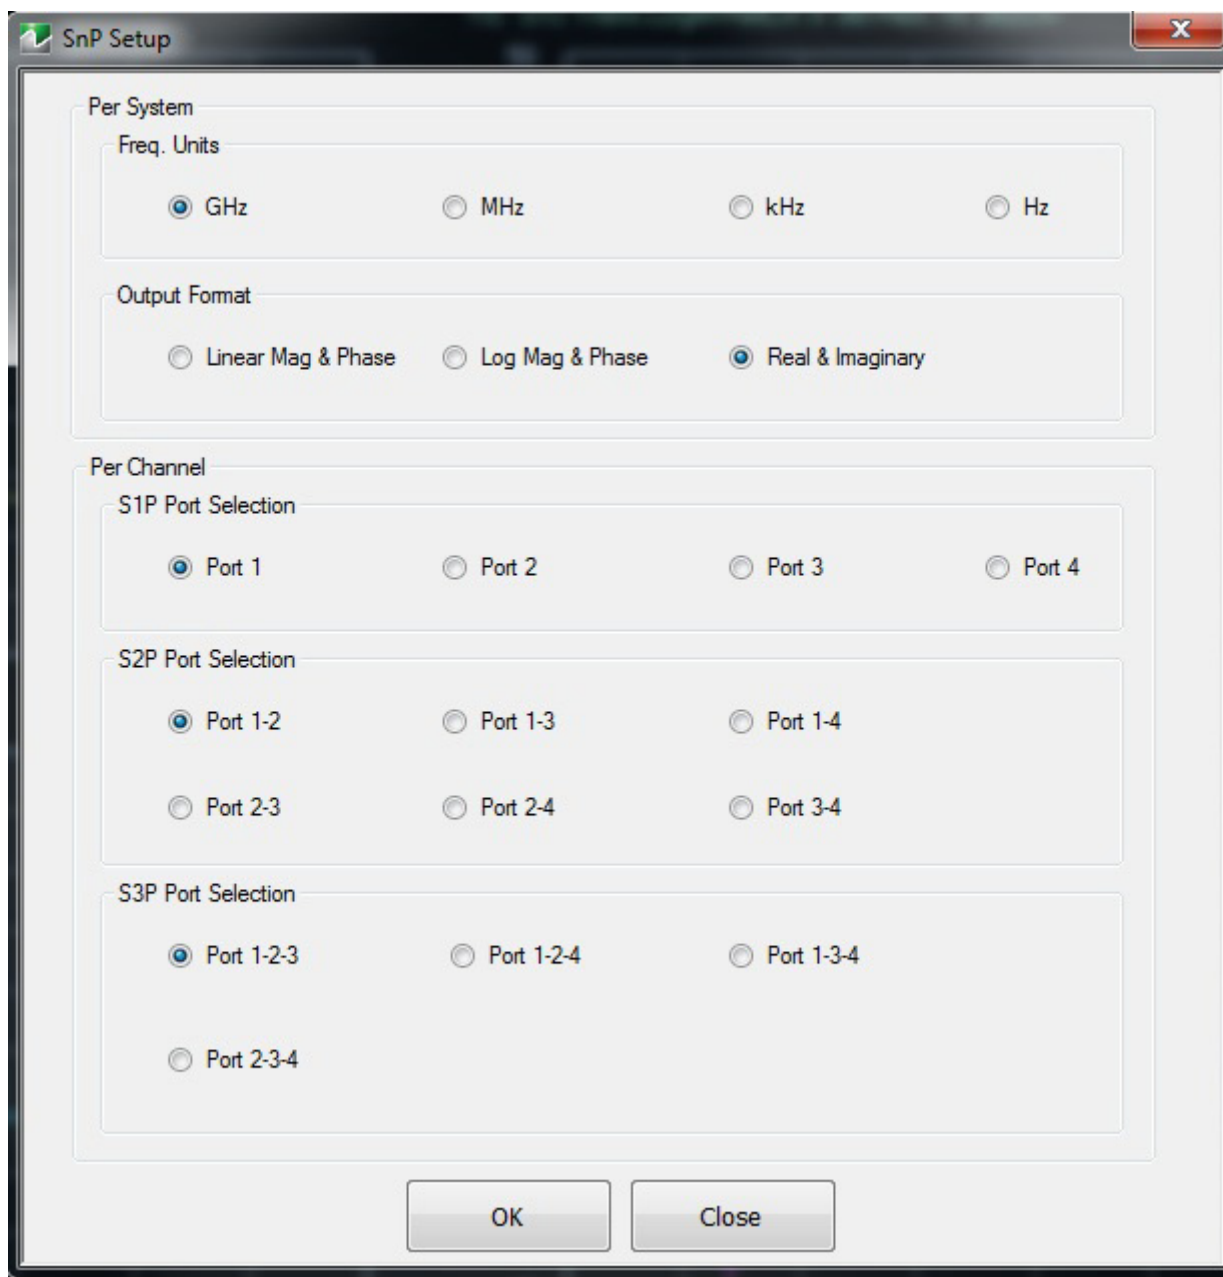 SnP Setup
Per System
Freq. Units
GHz MHz kHz Hz
Output Format
Linear Mag & Phase Log Mag & Phase Real & Imaginary
Per Channel
S1P Port Selection
Port 1 Port 2 Port 3 Port 4
S2P Port Selection
Port 1-2 Port 1-3 Port 1-4
Port 2-3 Port 2-4 Port 3-4
S3P Port Selection
Port 1-2-3 Port 1-2-4 Port 1-3-4
Port 2-3-4
OK Close